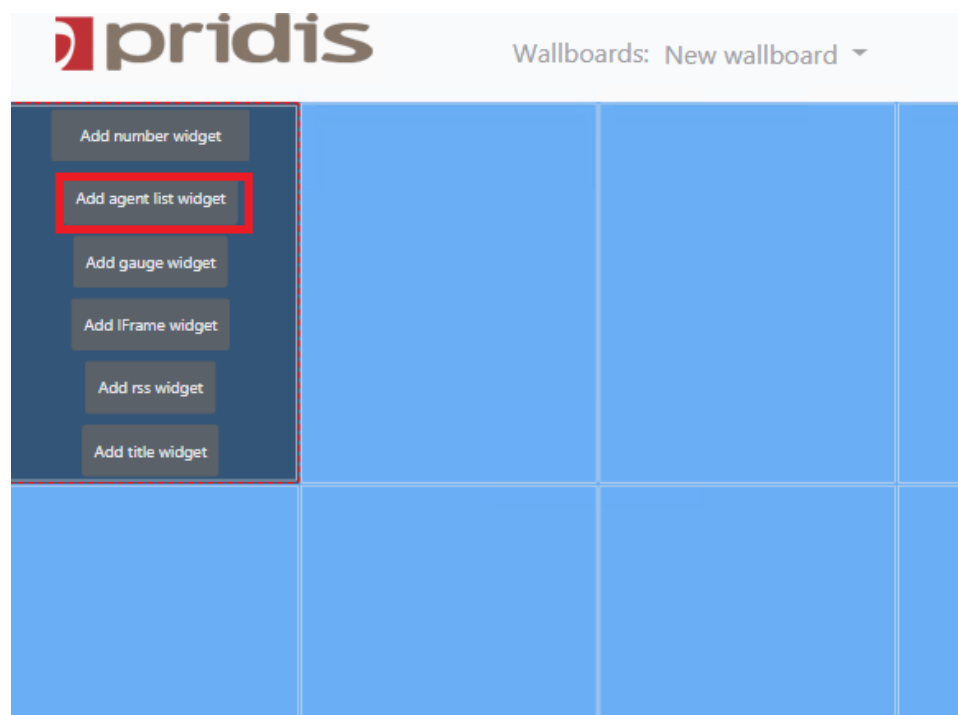 pridis
Wallboards: New wallboard
Add number widget
Add agent list widget
Add gauge widget
Add IFrame widget
Add rss widget
Add title widget